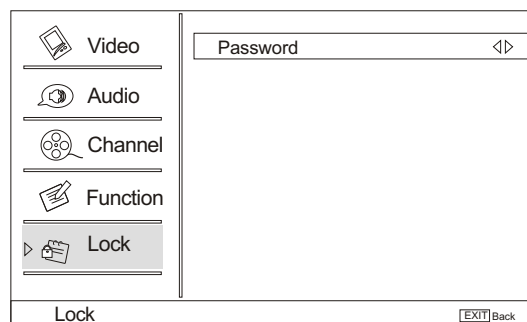 Video
Audio
Channel
Function
Lock
Password
Lock
EXIT Back